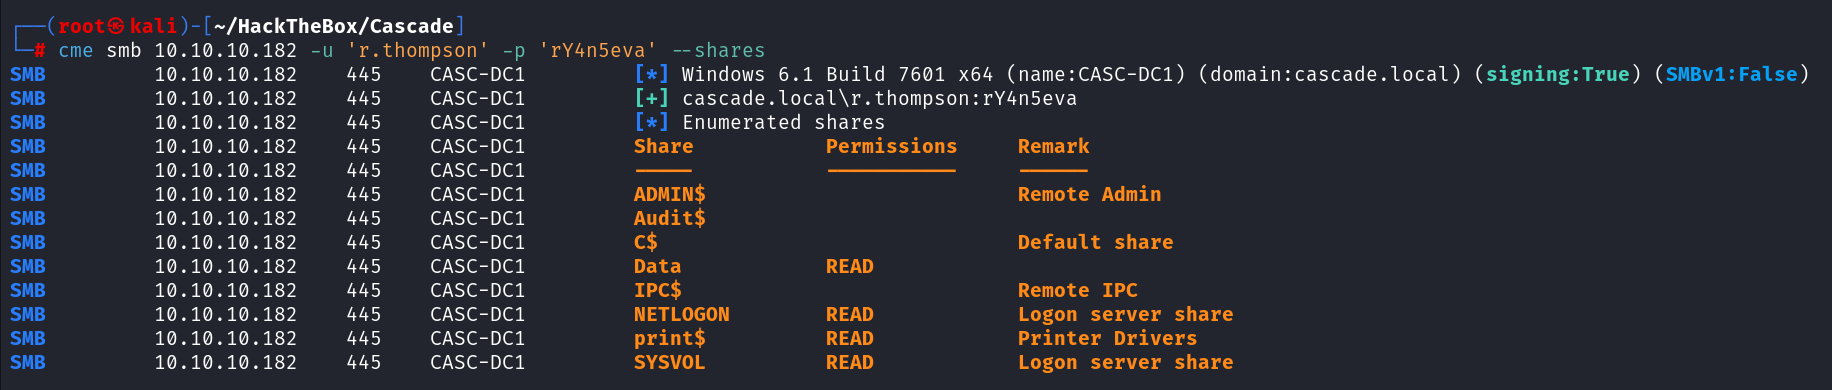 ┌──(root㉿kali)-[~/HackTheBox/Cascade]
└─# cme smb 10.10.10.182 -u 'r.thompson' -p 'rY4n5eva' --shares
SMB         10.10.10.182    445    CASC-DC1         [*] Windows 6.1 Build 7601 x64 (name:CASC-DC1) (domain:cascade.local) (signing:True) (SMBv1:False)
SMB         10.10.10.182    445    CASC-DC1         [+] cascade.local\r.thompson:rY4n5eva
SMB         10.10.10.182    445    CASC-DC1         [*] Enumerated shares
SMB         10.10.10.182    445    CASC-DC1         Share           Permissions     Remark
SMB         10.10.10.182    445    CASC-DC1         -----           -----------     ------
SMB         10.10.10.182    445    CASC-DC1         ADMIN$                          Remote Admin
SMB         10.10.10.182    445    CASC-DC1         Audit$
SMB         10.10.10.182    445    CASC-DC1         C$                              Default share
SMB         10.10.10.182    445    CASC-DC1         Data            READ
SMB         10.10.10.182    445    CASC-DC1         IPC$                            Remote IPC
SMB         10.10.10.182    445    CASC-DC1         NETLOGON        READ            Logon server share
SMB         10.10.10.182    445    CASC-DC1         print$          READ            Printer Drivers
SMB         10.10.10.182    445    CASC-DC1         SYSVOL          READ            Logon server share